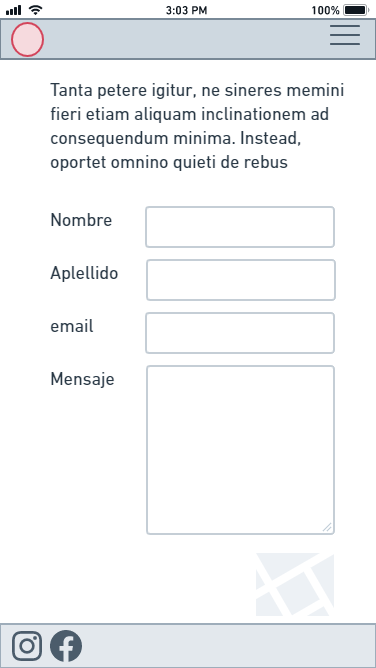 3:03 PM
100%
Tanta petere igitur, ne sineres memini
fieri etiam aliquam inclinationem ad
consequendum minima. Instead,
oportet omnino quieti de rebus
Nombre
Aplellido
email
Mensaje